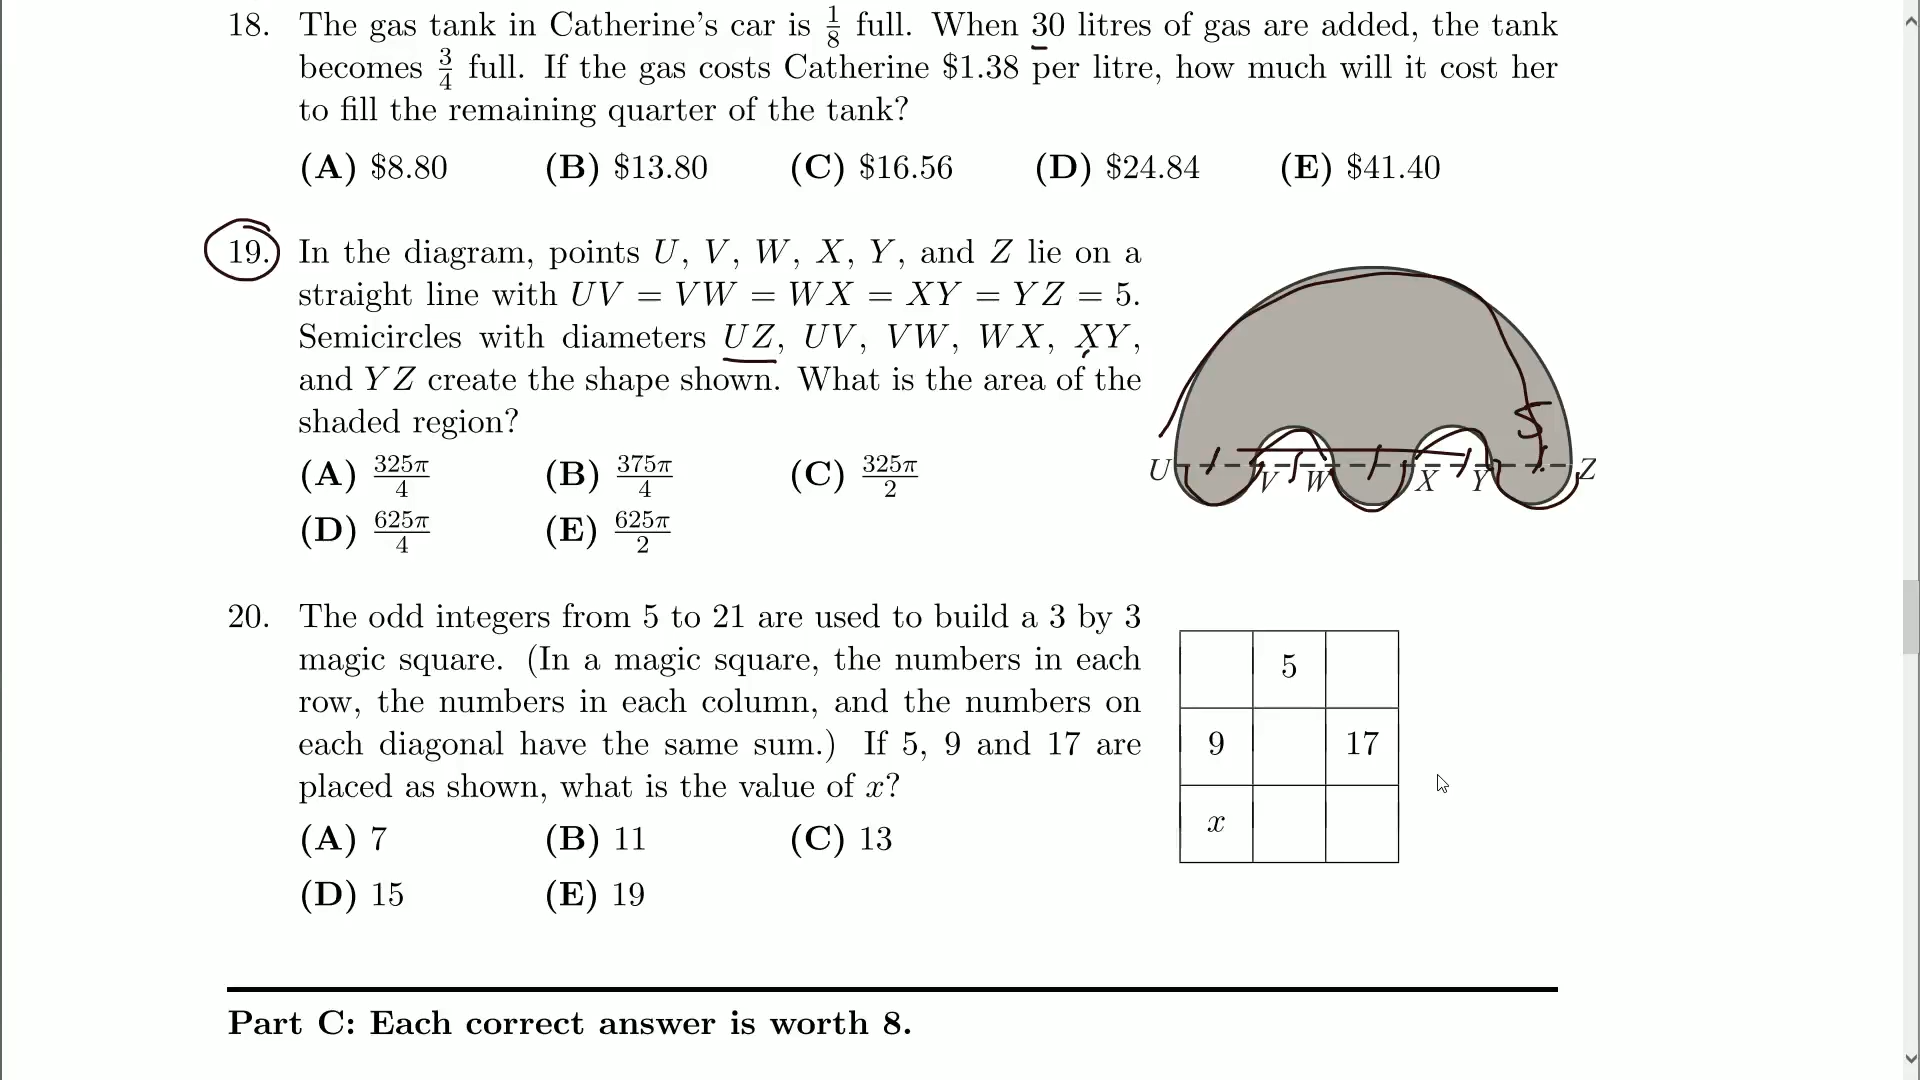 18. The gas tank in Catherine's car is 1/8 full. When 30 litres of gas are added, the tank
becomes 3/4 full. If the gas costs Catherine $1.38 per litre, how much will it cost her
to fill the remaining quarter of the tank?
(A) $8.80 (B) $13.80 (C) $16.56 (D) $24.84 (E) $41.40
19. In the diagram, points U, V, W, X, Y, and Z lie on a
straight line with UV = VW = WX = XY = YZ = 5.
Semicircles with diameters UZ, UV, VW, WX, XY,
and YZ create the shape shown. What is the area of the
shaded region?
(A) 325π/4 (B) 375π/4 (C) 325π/2
(D) 625π/4 (E) 625π/2
5
U V W X Y Z
20. The odd integers from 5 to 21 are used to build a 3 by 3
magic square. (In a magic square, the numbers in each
row, the numbers in each column, and the numbers on
each diagonal have the same sum.) If 5, 9 and 17 are
placed as shown, what is the value of x?
(A) 7 (B) 11 (C) 13
(D) 15 (E) 19
5
9 17
x
Part C: Each correct answer is worth 8.